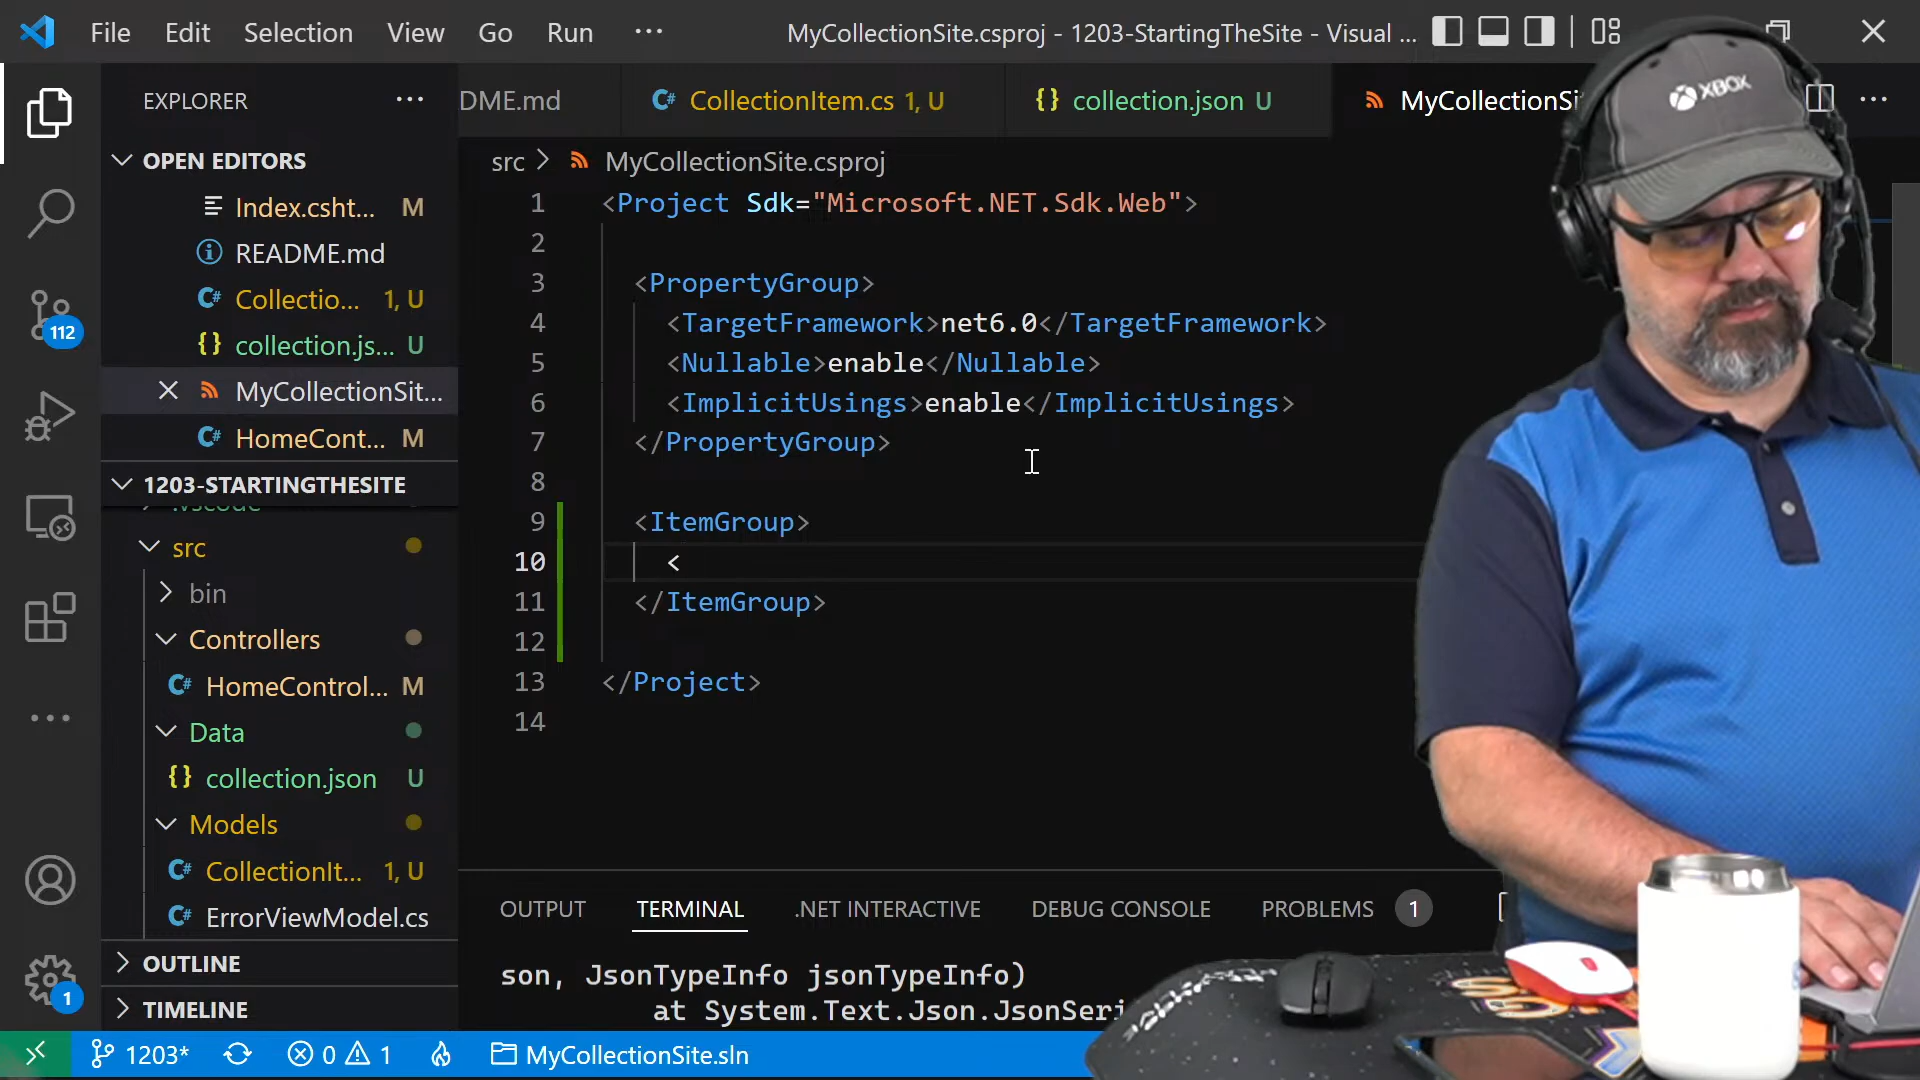 File Edit Selection View Go Run ··· MyCollectionSite.csproj - 1203-StartingTheSite - Visual ...
EXPLORER ···
DME.md CollectionItem.cs 1, U {} collection.json U MyCollectionSi
OPEN EDITORS
Index.csht... M
README.md
Collectio... 1, U
{} collection.js... U
MyCollectionSit...
HomeCont... M
1203-STARTINGTHESITE
.vscode
src
bin
Controllers
HomeControl... M
Data
{} collection.json U
Models
CollectionIt... 1, U
ErrorViewModel.cs
OUTLINE
TIMELINE
112
1
src > MyCollectionSite.csproj
1 <Project Sdk="Microsoft.NET.Sdk.Web">
2
3 <PropertyGroup>
4 <TargetFramework>net6.0</TargetFramework>
5 <Nullable>enable</Nullable>
6 <ImplicitUsings>enable</ImplicitUsings>
7 </PropertyGroup>
8
9 <ItemGroup>
10 <
11 </ItemGroup>
12
13 </Project>
14
OUTPUT TERMINAL .NET INTERACTIVE DEBUG CONSOLE PROBLEMS 1
son, JsonTypeInfo jsonTypeInfo)
at System.Text.Json.JsonSeri
1203* 0 1 MyCollectionSite.sln
XBOX